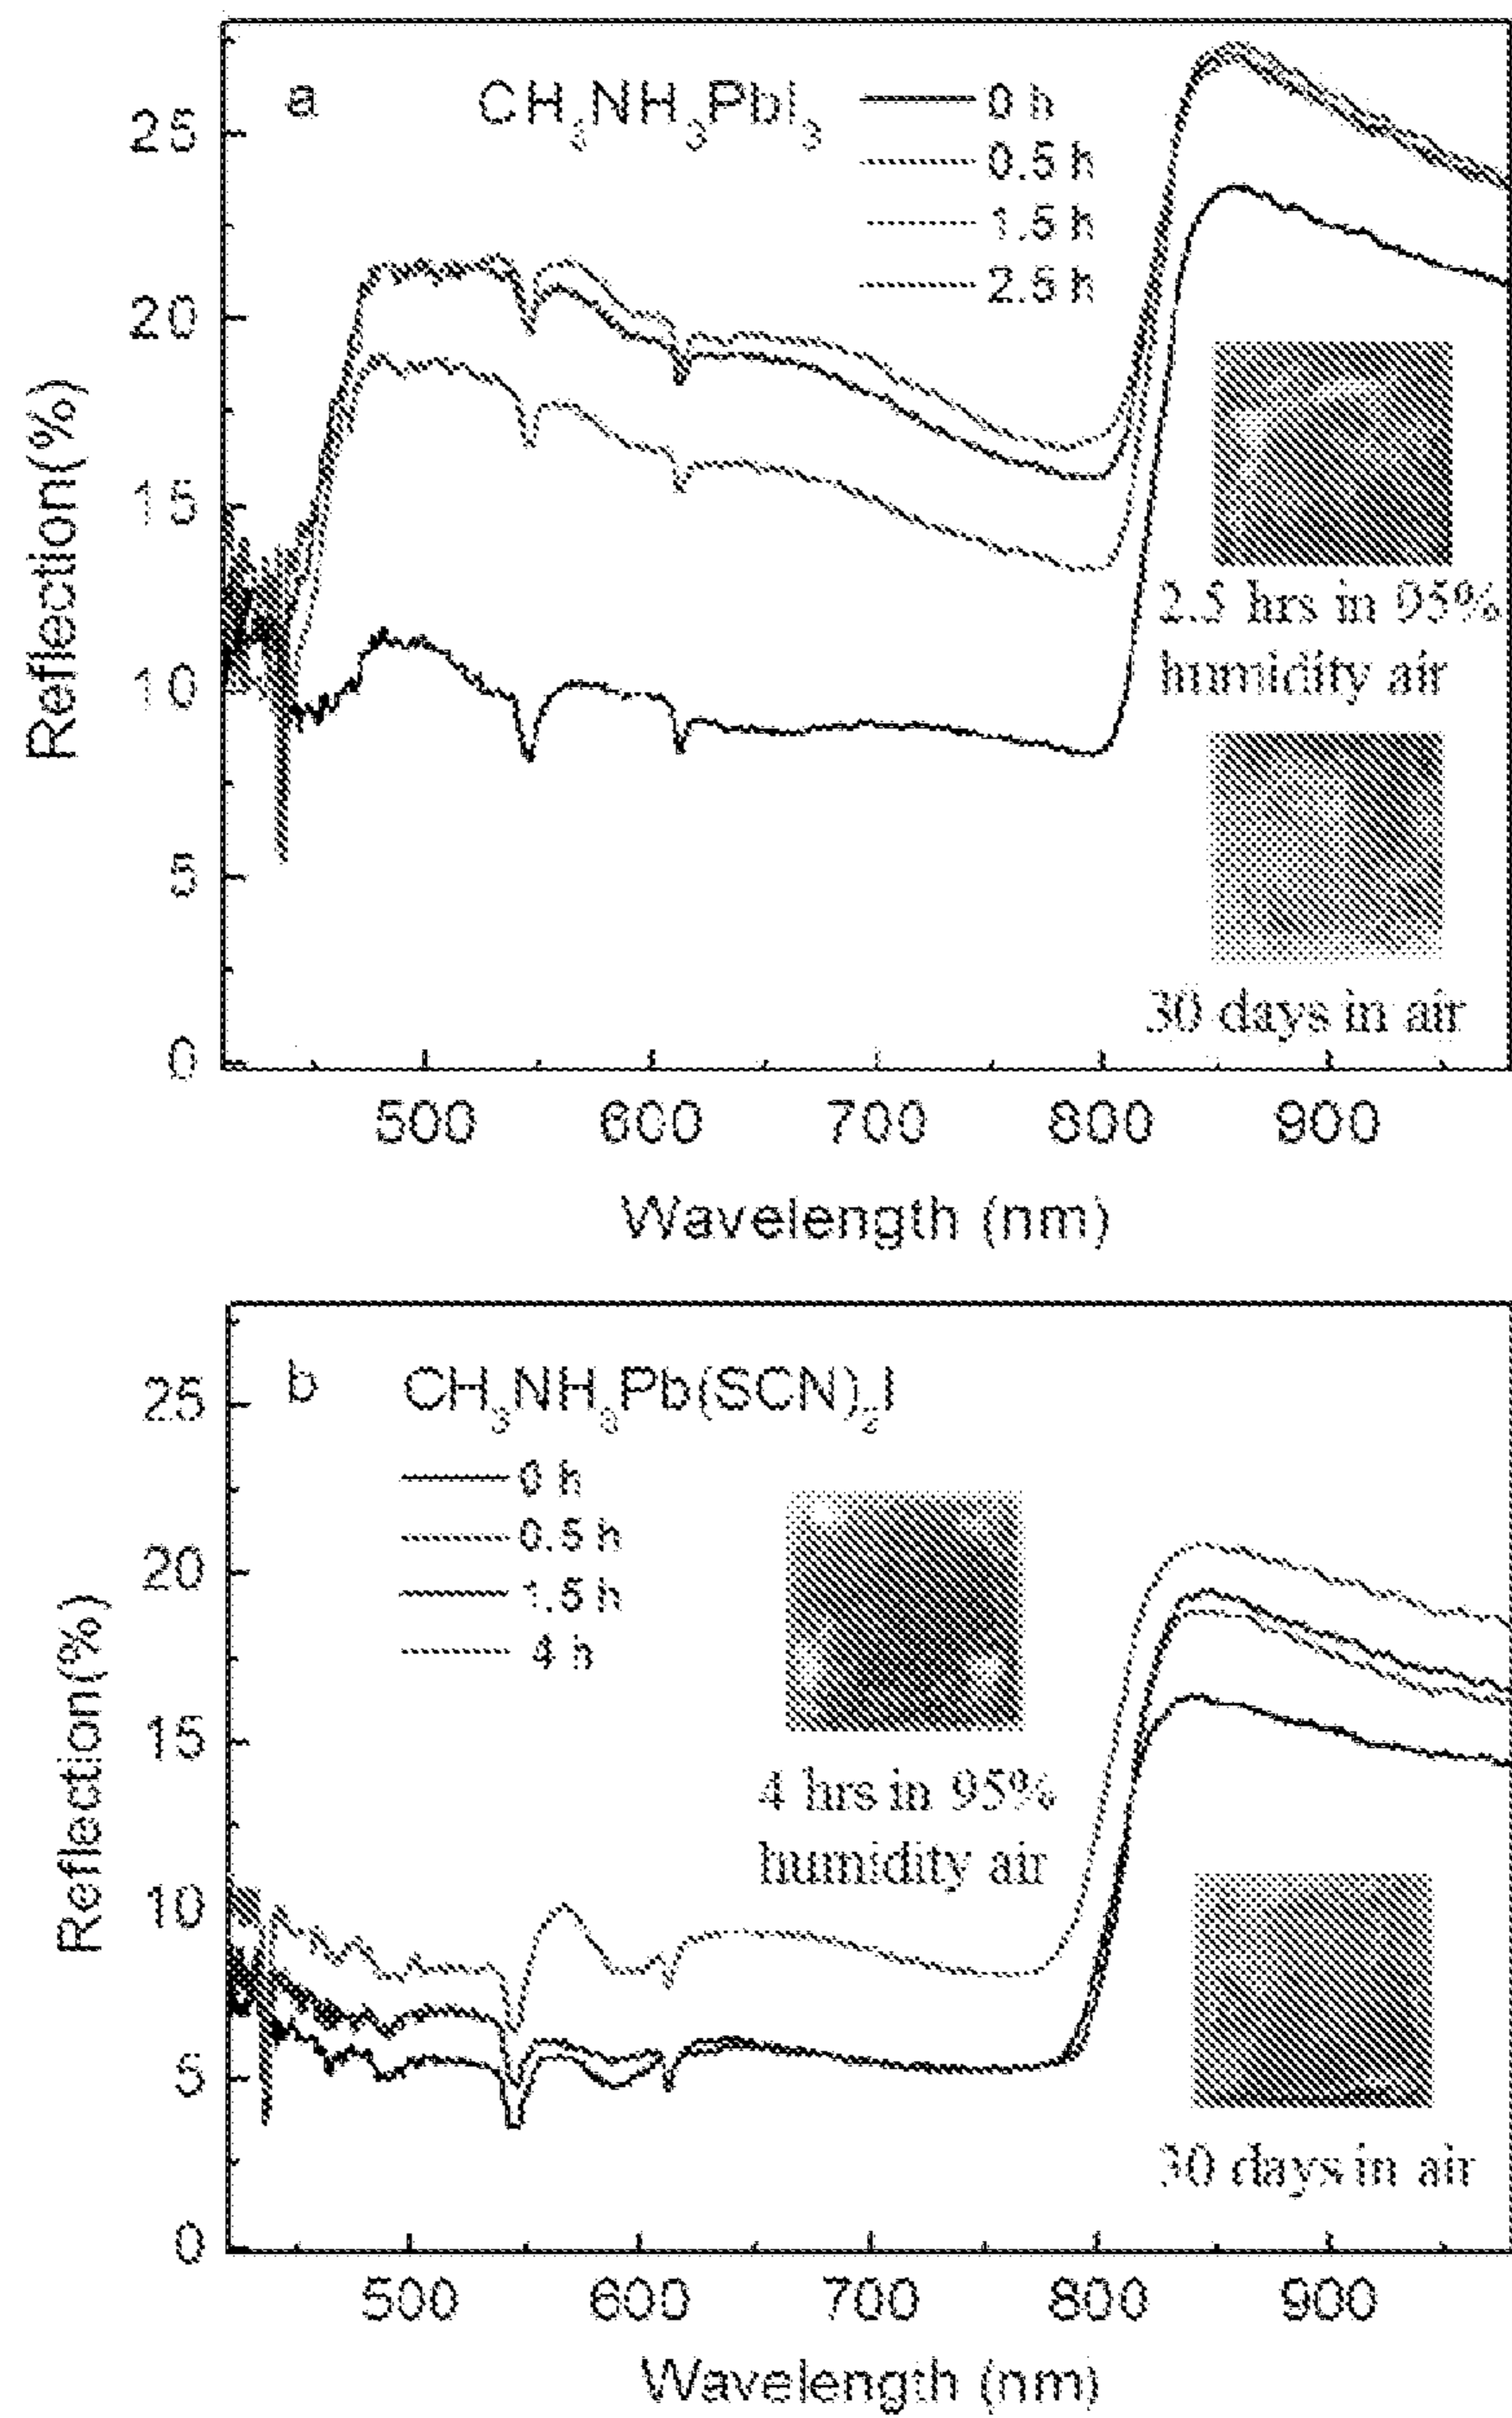 a CH₃NH₃PbI₃
0 h
0.5 h
1.5 h
2.5 h
25
20
15
10
5
0
Reflection(%)
2.5 hrs in 95%
humidity air
30 days in air
500 600 700 800 900
Wavelength (nm)
b CH₃NH₃Pb(SCN)₂I
0 h
0.5 h
1.5 h
4 h
25
20
15
10
5
0
Reflection(%)
4 hrs in 95%
humidity air
30 days in air
500 600 700 800 900
Wavelength (nm)